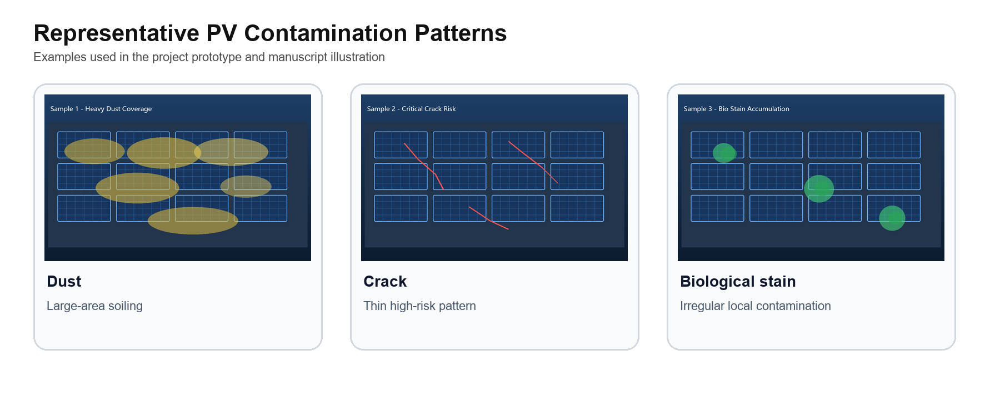 Representative PV Contamination Patterns
Examples used in the project prototype and manuscript illustration
Sample 1 - Heavy Dust Coverage
Dust
Large-area soiling
Sample 2 - Critical Crack Risk
Crack
Thin high-risk pattern
Sample 3 - Bio Stain Accumulation
Biological stain
Irregular local contamination